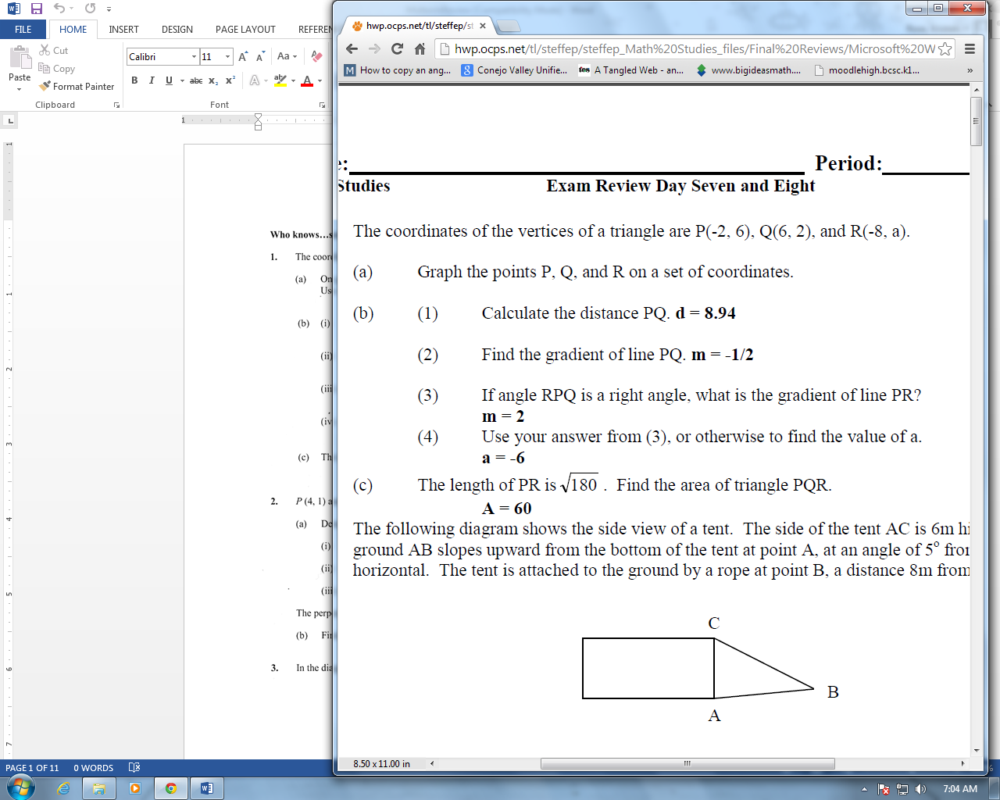 FILE HOME INSERT DESIGN PAGE LAYOUT REFEREN
Paste
Cut
Copy
Format Painter
Clipboard
Calibri 11
Font
Who knows...s
1. The coor
(a) On
Us
(b) (i)
(ii)
(iii
(iv
(c) Th
2. P (4, 1) a
(a) De
(i)
(ii)
(iii
The perp
(b) Fin
3. In the dia
PAGE 1 OF 11 0 WORDS
hwp.ocps.net/tl/steffep/st
hwp.ocps.net/tl/steffep/steffep_Math%20Studies_files/Final%20Reviews/Microsoft%20W
How to copy an ang... Conejo Valley Unifie... A Tangled Web - an... www.bigideasmath.... moodlehigh.bcsc.k1... »
e: Period:
Studies Exam Review Day Seven and Eight
The coordinates of the vertices of a triangle are P(-2, 6), Q(6, 2), and R(-8, a).
(a) Graph the points P, Q, and R on a set of coordinates.
(b) (1) Calculate the distance PQ. d = 8.94
(2) Find the gradient of line PQ. m = -1/2
(3) If angle RPQ is a right angle, what is the gradient of line PR?
m = 2
(4) Use your answer from (3), or otherwise to find the value of a.
a = -6
(c) The length of PR is √180 . Find the area of triangle PQR.
A = 60
The following diagram shows the side view of a tent. The side of the tent AC is 6m hi
ground AB slopes upward from the bottom of the tent at point A, at an angle of 5° from
horizontal. The tent is attached to the ground by a rope at point B, a distance 8m from
C
B
A
8.50 x 11.00 in
7:04 AM